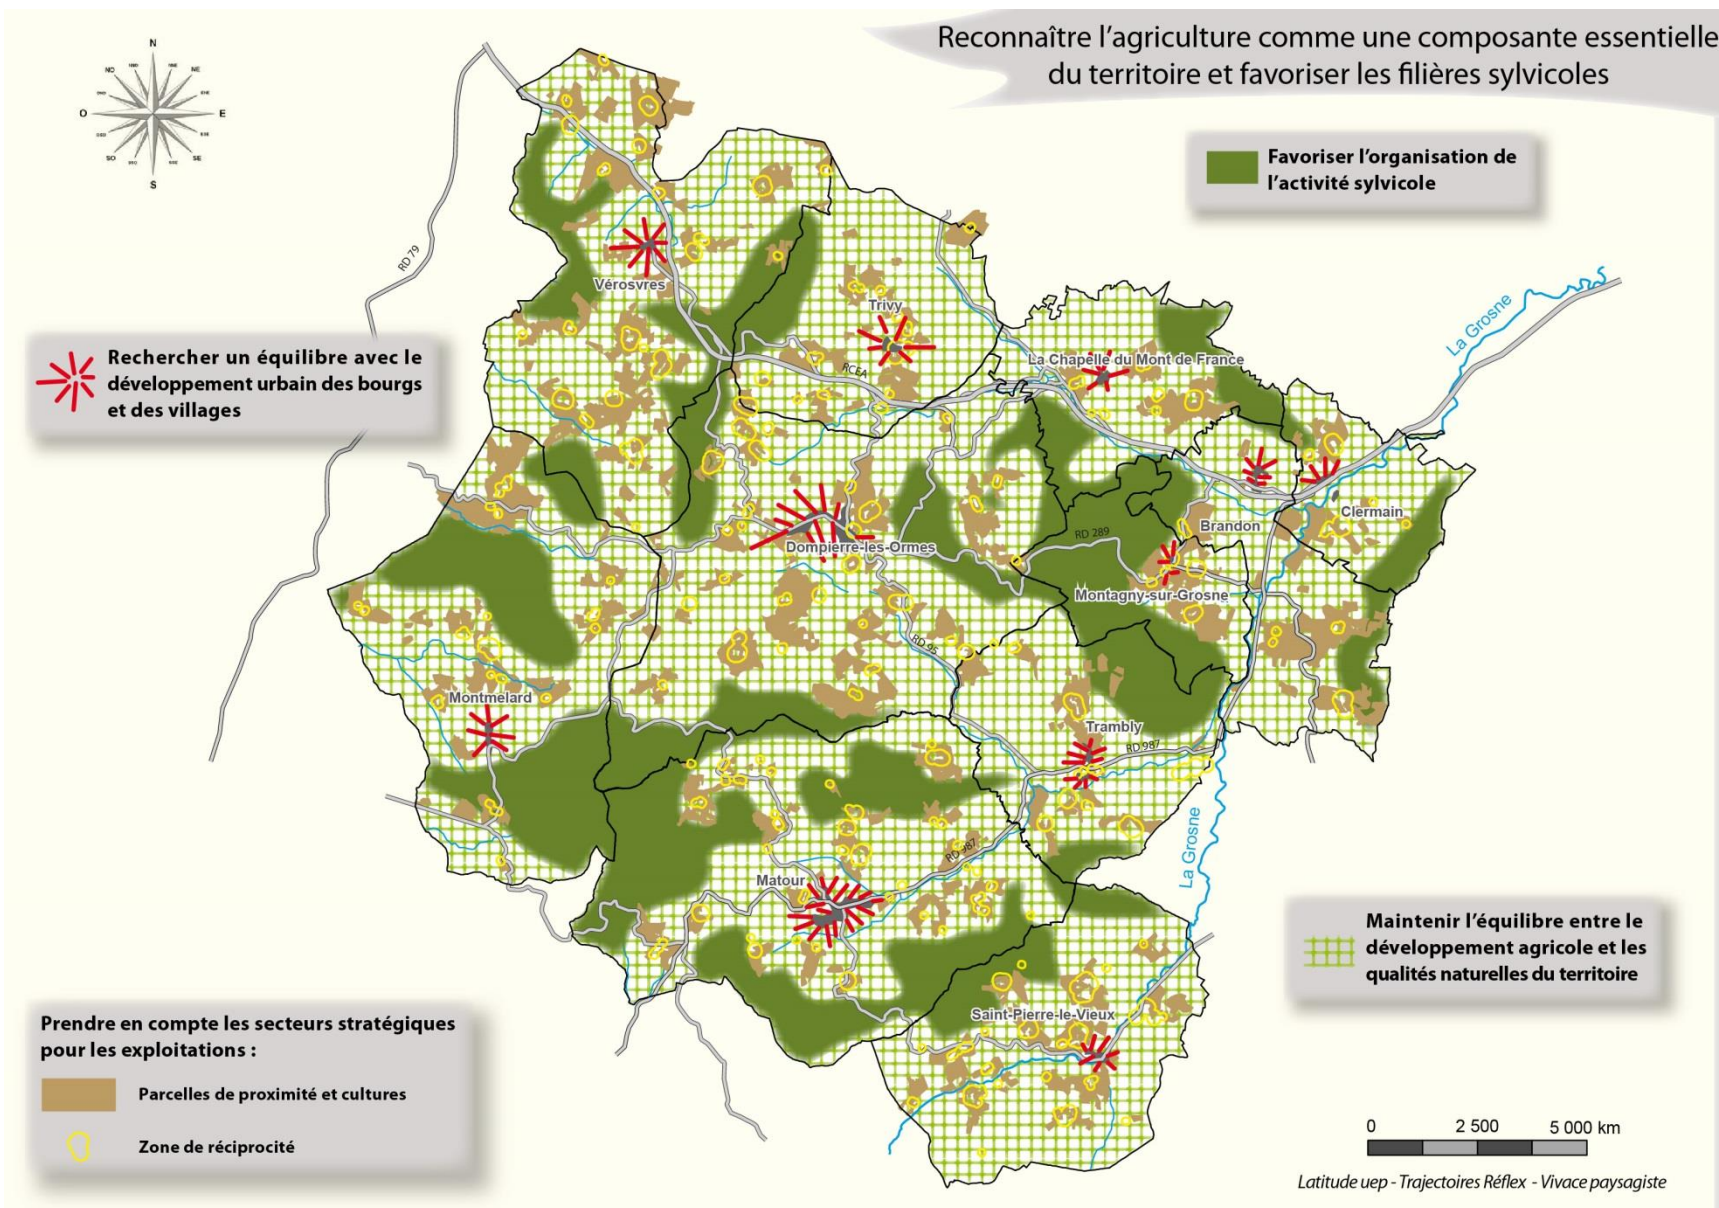 Reconnaître l'agriculture comme une composante essentielle
du territoire et favoriser les filières sylvicoles
N
NO
NE
O
E
SO
SE
S
Favoriser l'organisation de
l'activité sylvicole
RD 79
Vérosvres
Trivy
La Grosne
Rechercher un équilibre avec le
développement urbain des bourgs
et des villages
La Chapelle du Mont de France
RCEA
Clermain
Brandon
RD 289
Dompierre-les-Ormes
Montagny-sur-Grosne
RD 95
Montmelard
Trambly
RD 987
La Grosne
RD 987
Matour
Maintenir l'équilibre entre le
développement agricole et les
qualités naturelles du territoire
Saint-Pierre-le-Vieux
Prendre en compte les secteurs stratégiques
pour les exploitations :
Parcelles de proximité et cultures
Zone de réciprocité
0 2 500 5 000 km
Latitude uep - Trajectoires Réflex - Vivace paysagiste